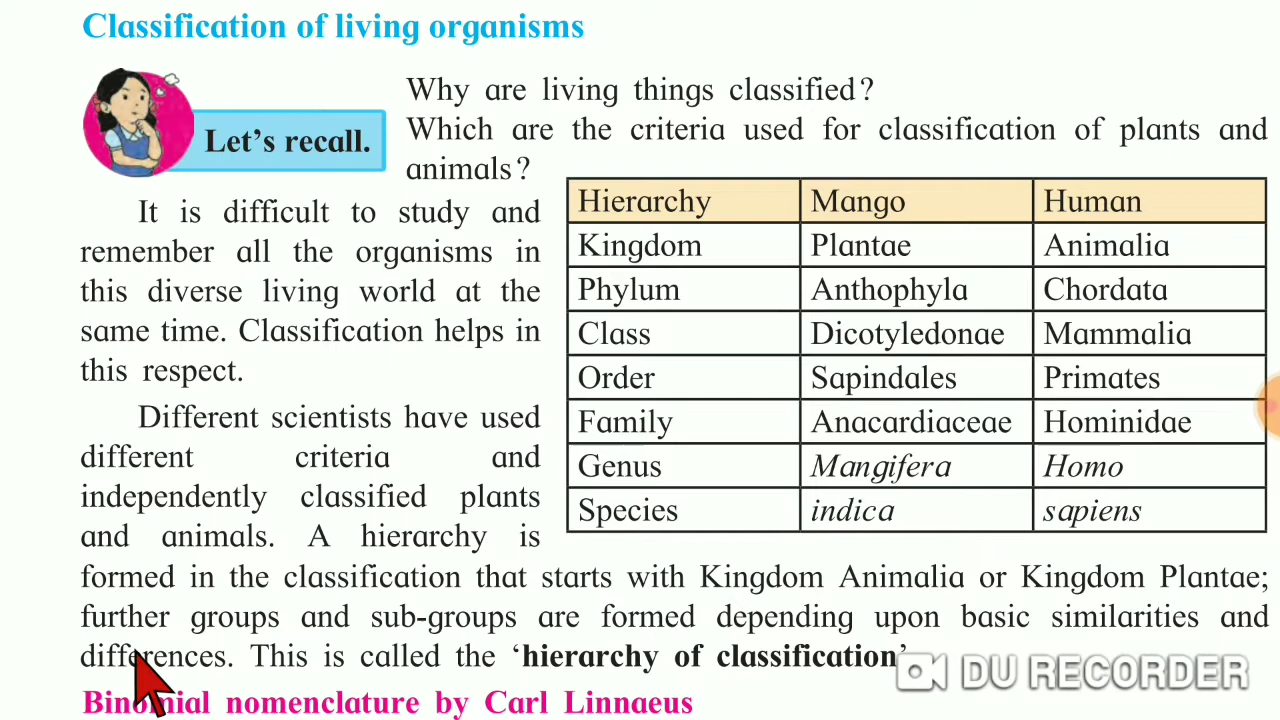 Classification of living organisms
Let's recall.
Why are living things classified?
Which are the criteria used for classification of plants and
animals?
It is difficult to study and
remember all the organisms in
this diverse living world at the
same time. Classification helps in
this respect.
Different scientists have used
different criteria and
independently classified plants
and animals. A hierarchy is
Hierarchy Mango Human
Kingdom Plantae Animalia
Phylum Anthophyla Chordata
Class Dicotyledonae Mammalia
Order Sapindales Primates
Family Anacardiaceae Hominidae
Genus Mangifera Homo
Species indica sapiens
formed in the classification that starts with Kingdom Animalia or Kingdom Plantae;
further groups and sub-groups are formed depending upon basic similarities and
differences. This is called the 'hierarchy of classification'
DU RECORDER
Binomial nomenclature by Carl Linnaeus